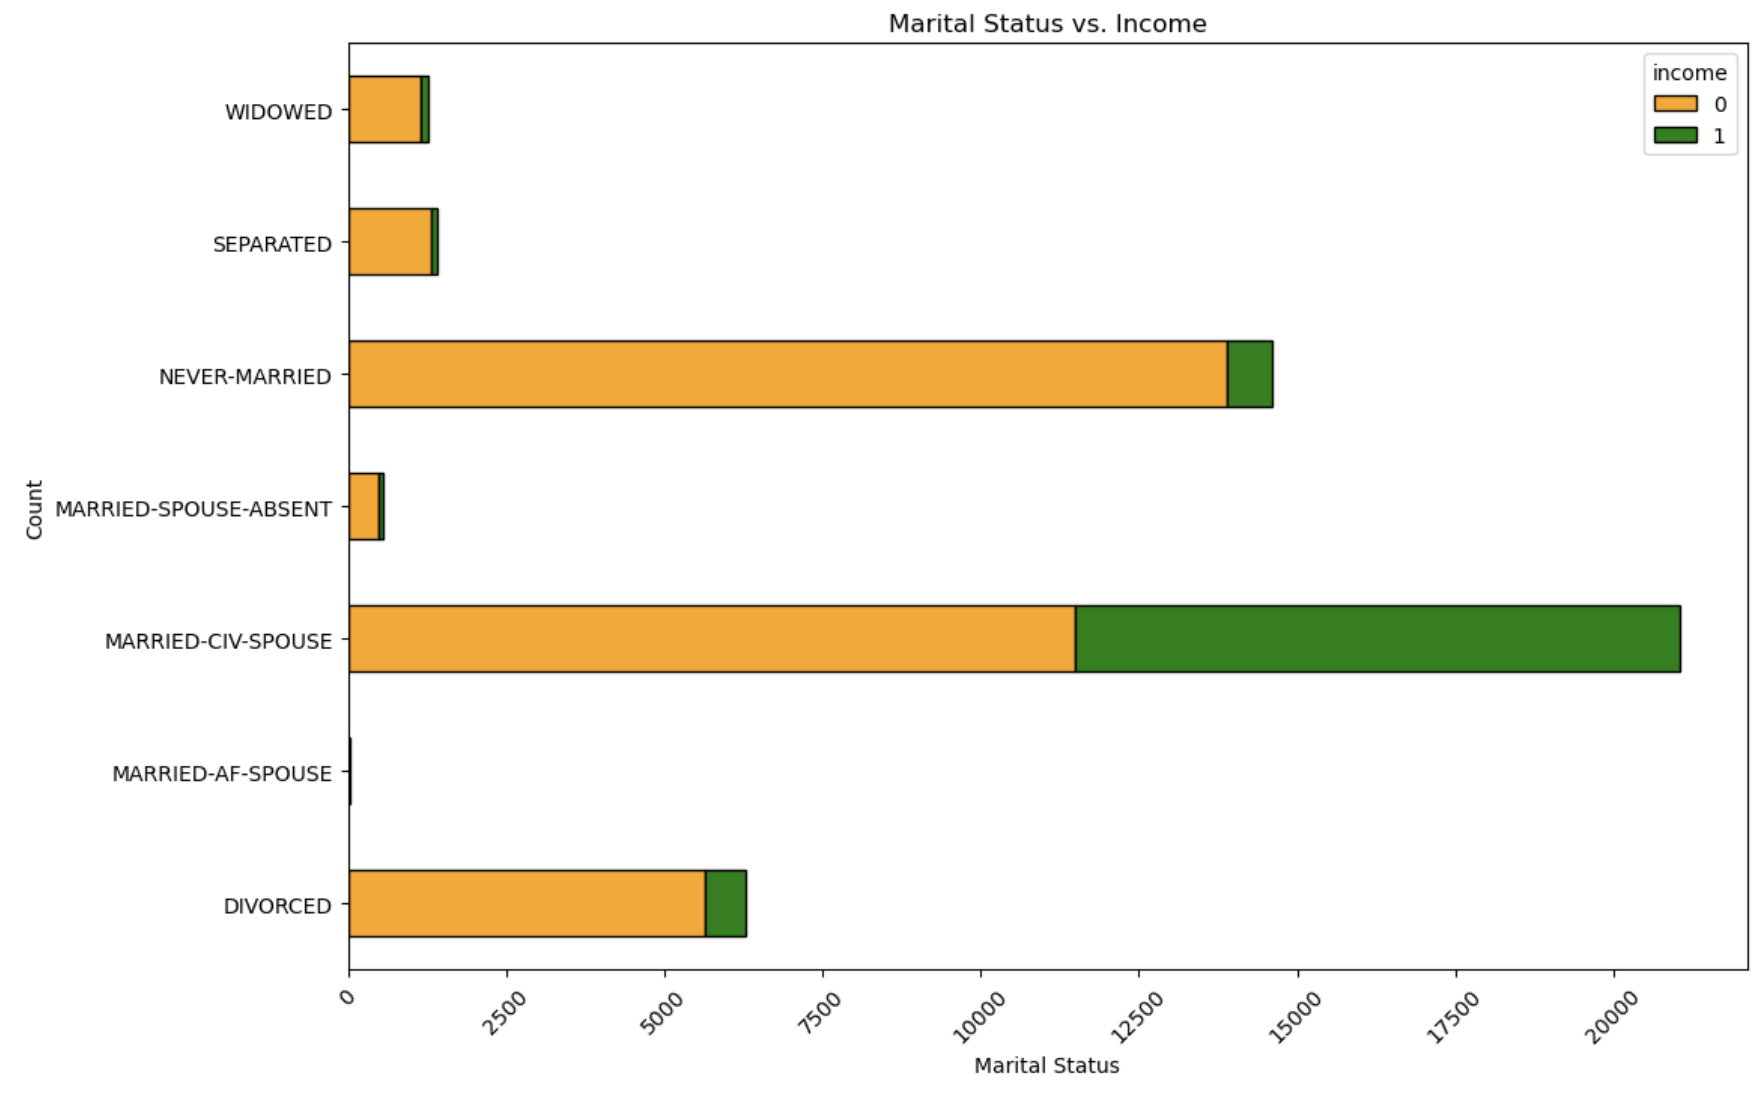 Marital Status vs. Income
income
0
1
WIDOWED
SEPARATED
NEVER-MARRIED
MARRIED-SPOUSE-ABSENT
MARRIED-CIV-SPOUSE
MARRIED-AF-SPOUSE
DIVORCED
Count
0
2500
5000
7500
10000
12500
15000
17500
20000
Marital Status